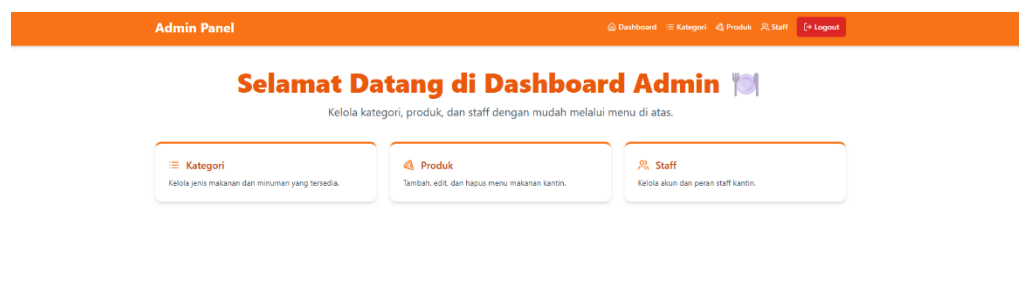 Admin Panel
Dashboard Kategori Produk Staff Logout
Selamat Datang di Dashboard Admin 🍽️
Kelola kategori, produk, dan staff dengan mudah melalui menu di atas.
Kategori
Kelola jenis makanan dan minuman yang tersedia.
Produk
Tambah, edit, dan hapus menu makanan kantin.
Staff
Kelola akun dan peran staff kantin.